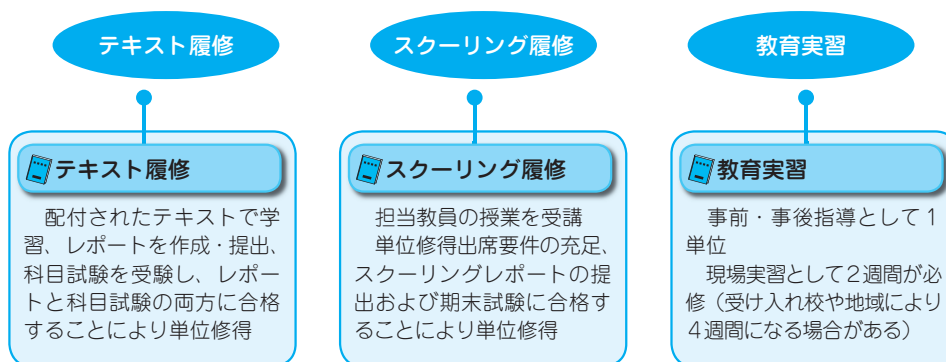 テキスト履修
スクーリング履修
教育実習
テキスト履修
配付されたテキストで学
習、レポートを作成・提出、
科目試験を受験し、レポー
トと科目試験の両方に合格
することにより単位修得
スクーリング履修
担当教員の授業を受講
単位修得出席要件の充足、
スクーリングレポートの提
出および期末試験に合格す
ることにより単位修得
教育実習
事前・事後指導として1
単位
現場実習として2週間が必
修（受け入れ校や地域により
4週間になる場合がある）